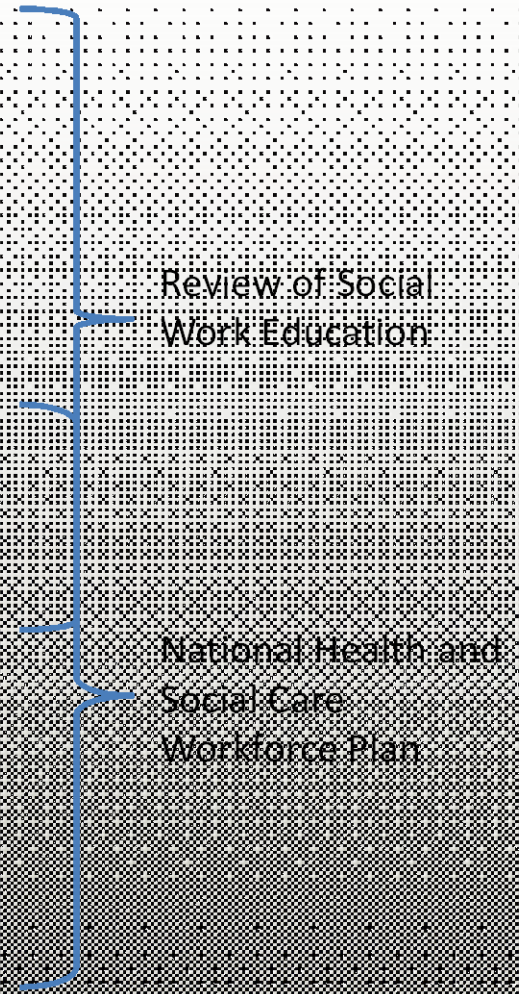 Review of Social
Work Education
National Health and
Social Care
Workforce Plan